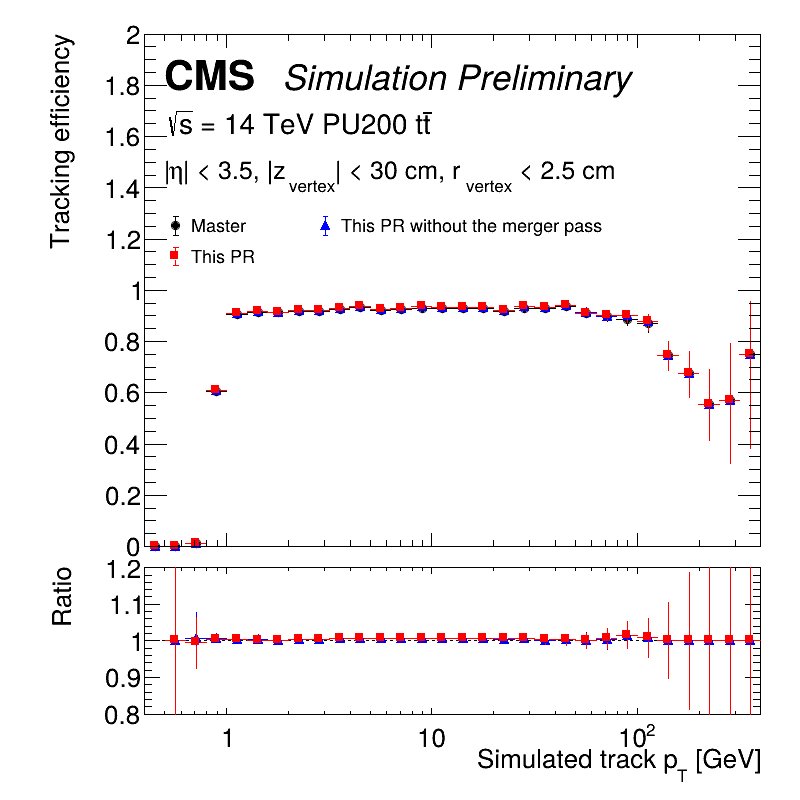 CMS Simulation Preliminary
√s = 14 TeV PU200 tt̄
|η| < 3.5, |z vertex| < 30 cm, r vertex < 2.5 cm
Master
This PR without the merger pass
This PR
Tracking efficiency
2
1.8
1.6
1.4
1.2
1
0.8
0.6
0.4
0.2
0
Ratio
1.2
1.1
1
0.9
0.8
1 10 10²
Simulated track p_T [GeV]